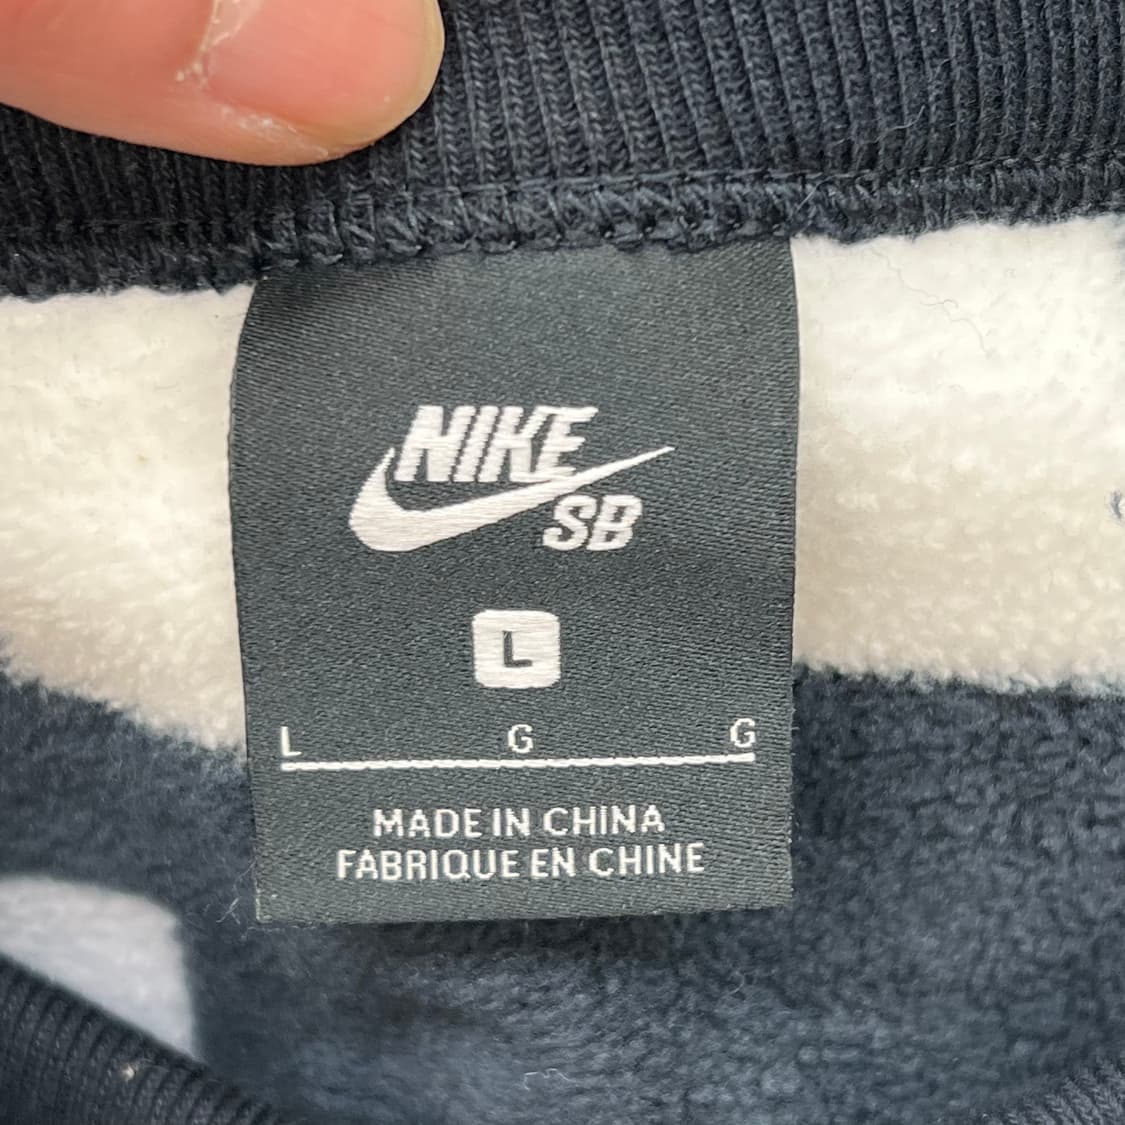 NIKE
SB
L
L G G
MADE IN CHINA
FABRIQUE EN CHINE